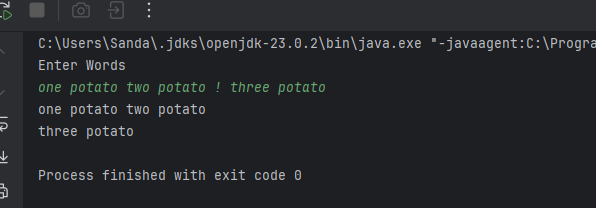 C:\Users\Sanda\.jdks\openjdk-23.0.2\bin\java.exe "-javaagent:C:\Progra
Enter Words
one potato two potato ! three potato
one potato two potato
three potato
Process finished with exit code 0